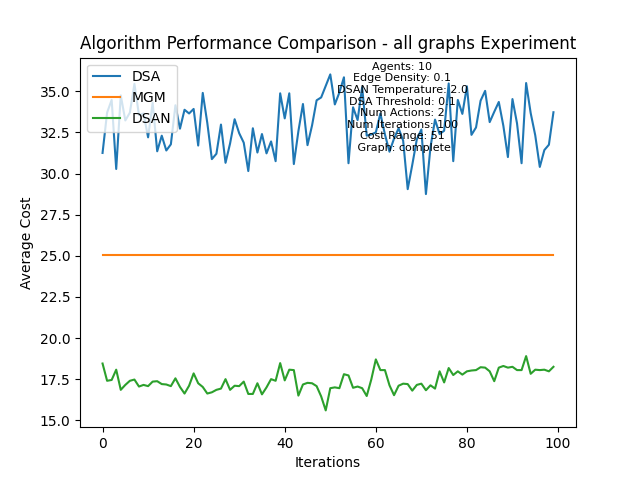 Algorithm Performance Comparison - all graphs Experiment
DSA
MGM
DSAN
Agents: 10
Edge Density: 0.1
DSAN Temperature: 2.0
DSA Threshold: 0.1
Num Actions: 2
Num Iterations: 100
Cost Range: 51
Graph: complete
Average Cost
35.0
32.5
30.0
27.5
25.0
22.5
20.0
17.5
15.0
0
20
40
60
80
100
Iterations